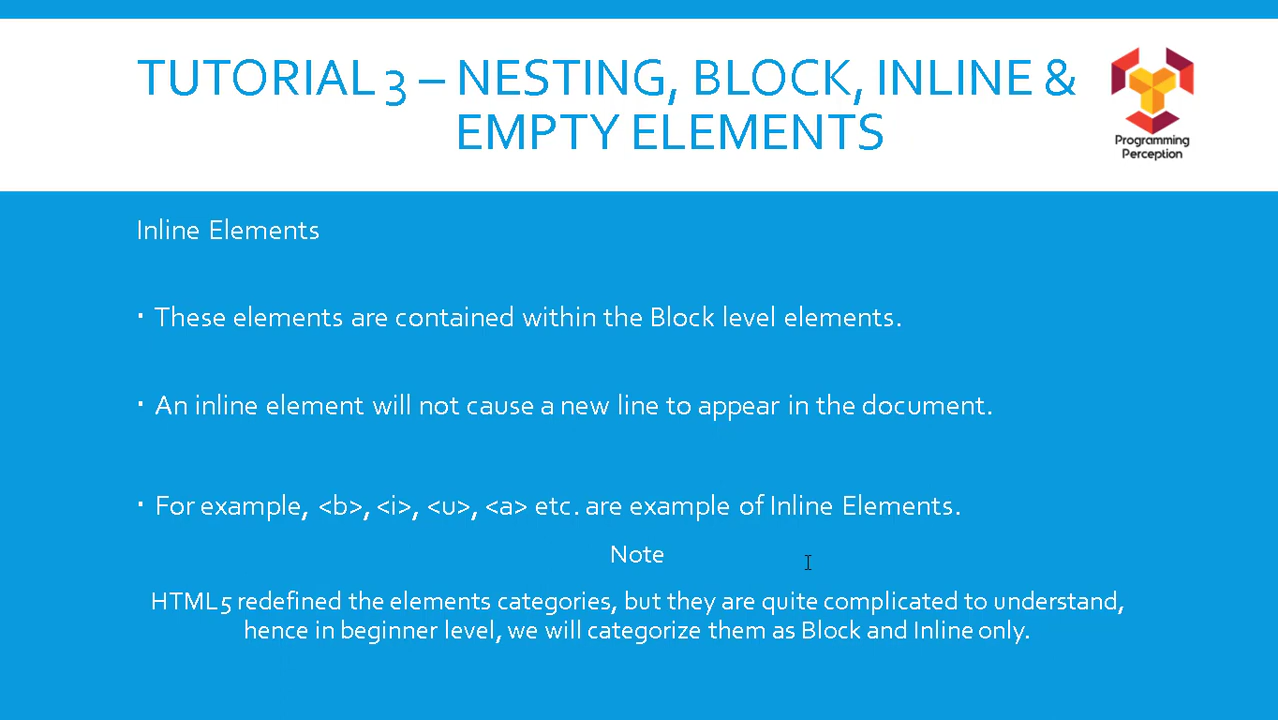 TUTORIAL 3 – NESTING, BLOCK, INLINE &
EMPTY ELEMENTS
Programming
Perception
Inline Elements
▪ These elements are contained within the Block level elements.
▪ An inline element will not cause a new line to appear in the document.
▪ For example, <b>, <i>, <u>, <a> etc. are example of Inline Elements.
Note
HTML5 redefined the elements categories, but they are quite complicated to understand,
hence in beginner level, we will categorize them as Block and Inline only.